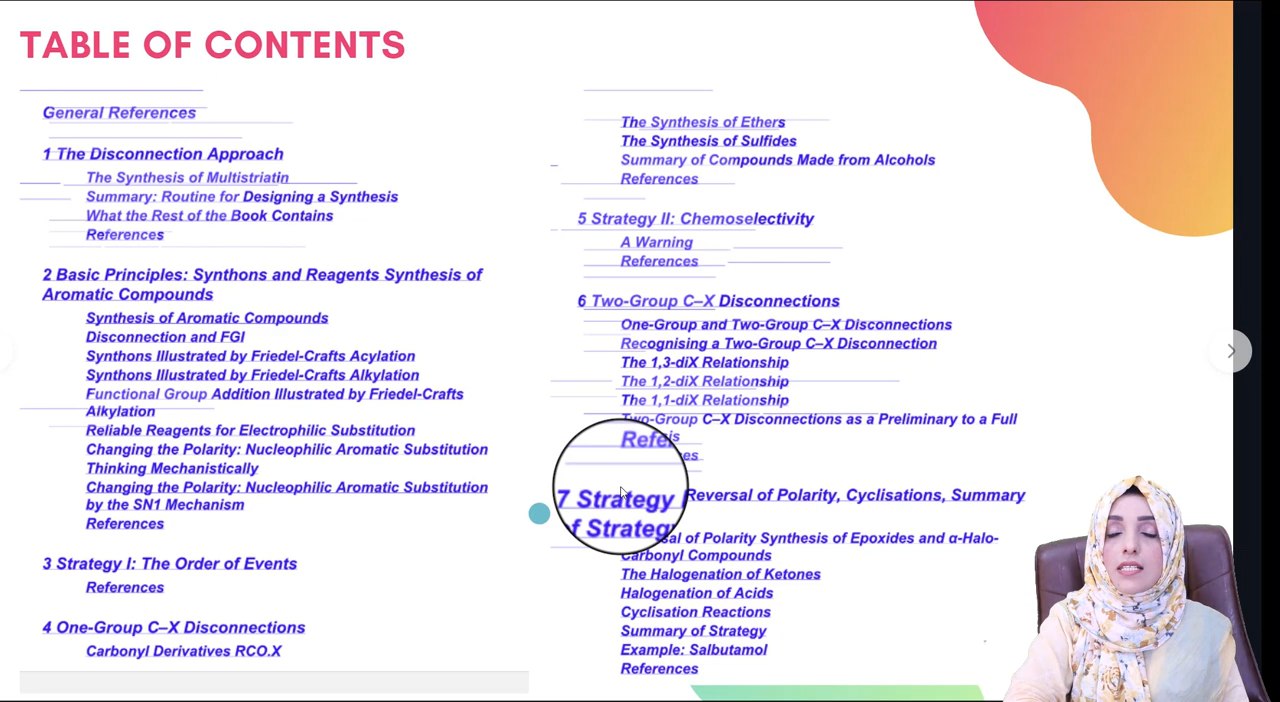 TABLE OF CONTENTS
General References
1 The Disconnection Approach
The Synthesis of Multistriatin
Summary: Routine for Designing a Synthesis
What the Rest of the Book Contains
References
2 Basic Principles: Synthons and Reagents Synthesis of
Aromatic Compounds
Synthesis of Aromatic Compounds
Disconnection and FGI
Synthons Illustrated by Friedel-Crafts Acylation
Synthons Illustrated by Friedel-Crafts Alkylation
Functional Group Addition Illustrated by Friedel-Crafts
Alkylation
Reliable Reagents for Electrophilic Substitution
Changing the Polarity: Nucleophilic Aromatic Substitution
Thinking Mechanistically
Changing the Polarity: Nucleophilic Aromatic Substitution
by the SN1 Mechanism
References
3 Strategy I: The Order of Events
References
4 One-Group C–X Disconnections
Carbonyl Derivatives RCO.X
The Synthesis of Ethers
The Synthesis of Sulfides
Summary of Compounds Made from Alcohols
References
5 Strategy II: Chemoselectivity
A Warning
References
6 Two-Group C–X Disconnections
One-Group and Two-Group C–X Disconnections
Recognising a Two-Group C–X Disconnection
The 1,3-diX Relationship
The 1,2-diX Relationship
The 1,1-diX Relationship
Two-Group C–X Disconnections as a Preliminary to a Full
7 Strategy Reversal of Polarity, Cyclisations, Summary
of Polarity Synthesis of Epoxides and α-Halo-
Carbonyl Compounds
The Halogenation of Ketones
Halogenation of Acids
Cyclisation Reactions
Summary of Strategy
Example: Salbutamol
References